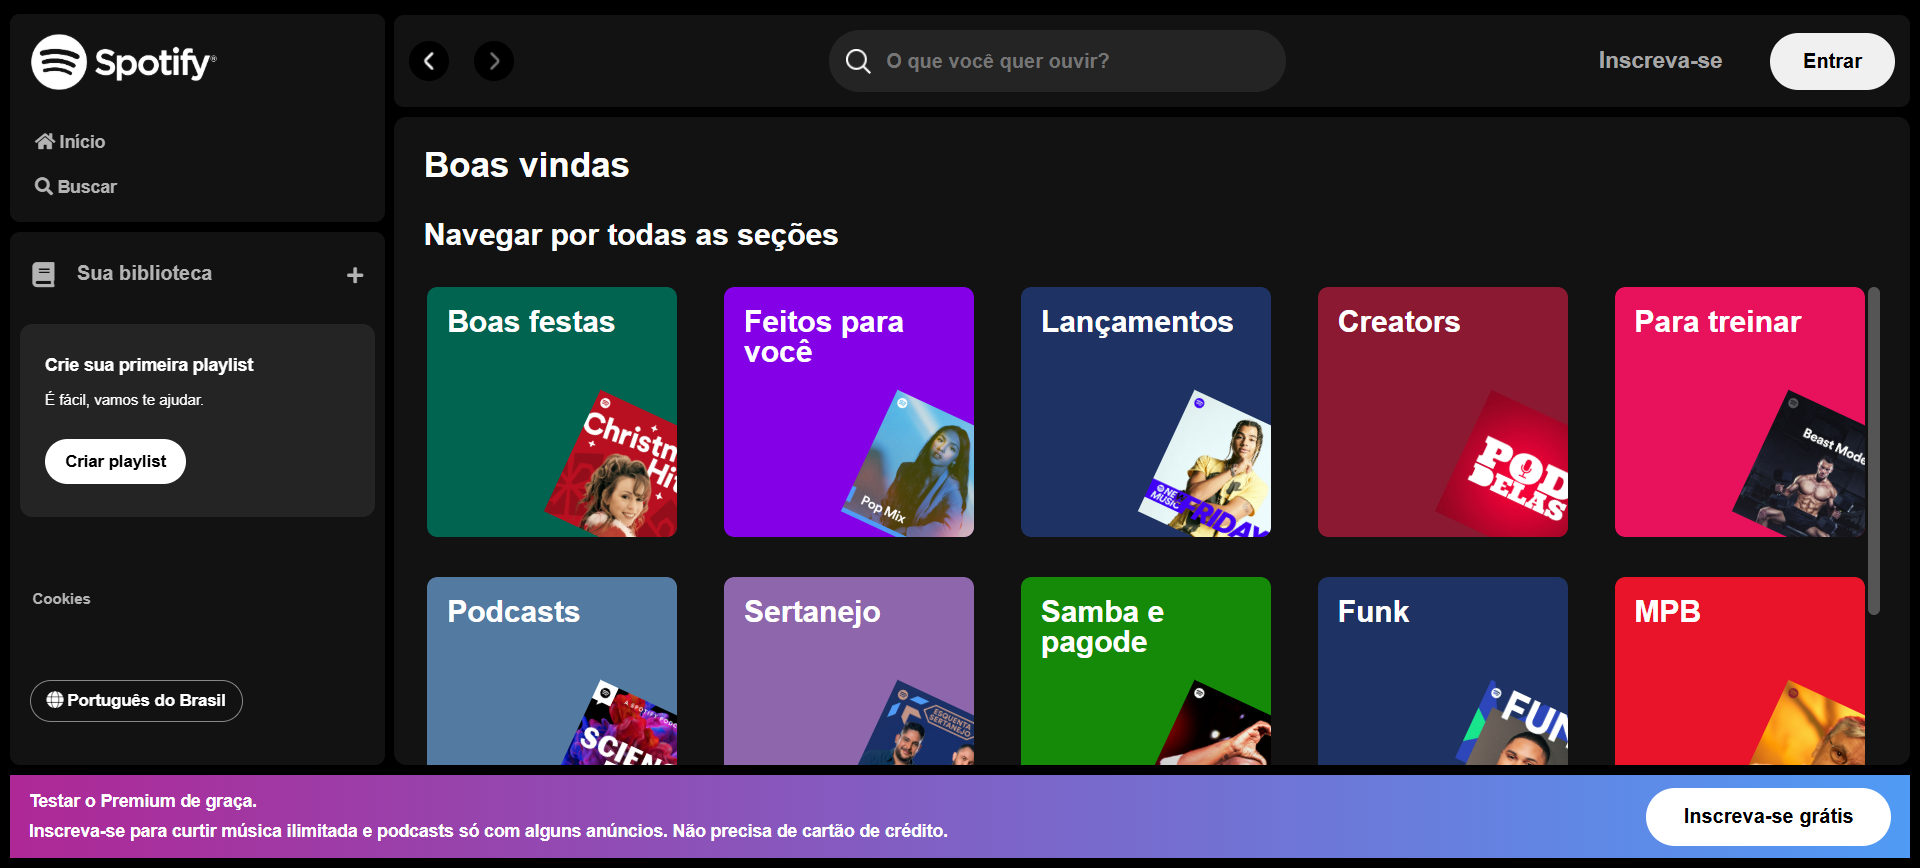 Spotify®
Início
Buscar
Sua biblioteca
Crie sua primeira playlist
É fácil, vamos te ajudar.
Criar playlist
Cookies
Português do Brasil
O que você quer ouvir?
Inscreva-se
Entrar
Boas vindas
Navegar por todas as seções
Boas festas
Christm
Hit
Feitos para
você
Pop Mix
Lançamentos
NE
MUSIC
FRIDAY
Creators
POD
DELAS
Para treinar
Beast Mode
Podcasts
A SPOTIFY PODC
SCIEN
Sertanejo
ESQUENTA
SERTANEJO
Samba e
pagode
Funk
FUN
MPB
Testar o Premium de graça.
Inscreva-se para curtir música ilimitada e podcasts só com alguns anúncios. Não precisa de cartão de crédito.
Inscreva-se grátis